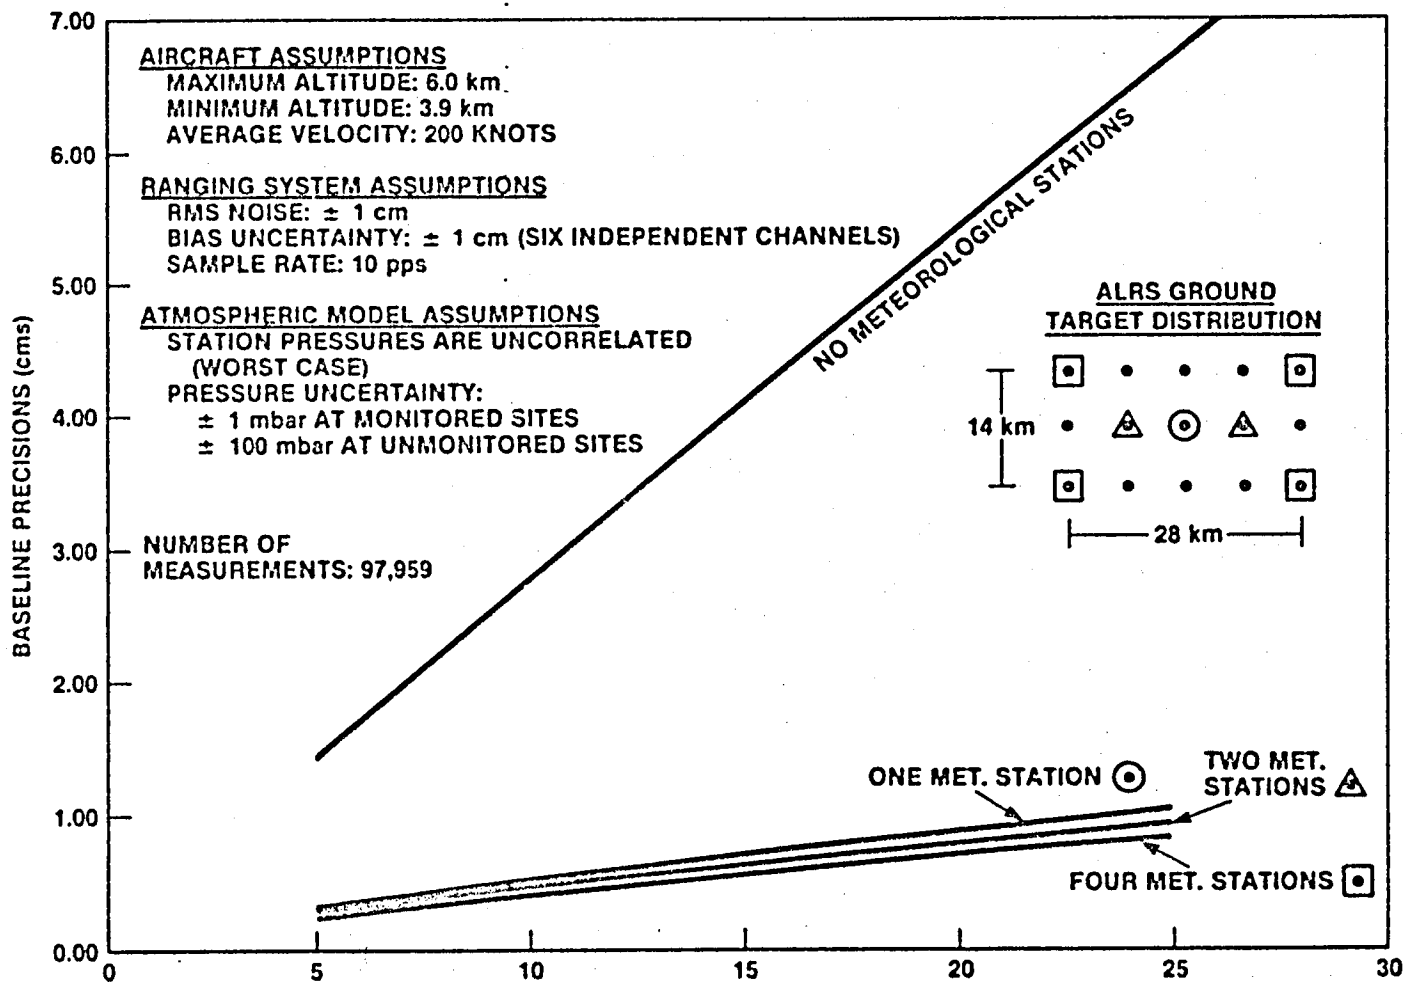 7.00
6.00
5.00
4.00
3.00
2.00
1.00
0.00
BASELINE PRECISIONS (cms)
AIRCRAFT ASSUMPTIONS
MAXIMUM ALTITUDE: 6.0 km
MINIMUM ALTITUDE: 3.9 km
AVERAGE VELOCITY: 200 KNOTS
RANGING SYSTEM ASSUMPTIONS
RMS NOISE: ± 1 cm
BIAS UNCERTAINTY: ± 1 cm (SIX INDEPENDENT CHANNELS)
SAMPLE RATE: 10 pps
ATMOSPHERIC MODEL ASSUMPTIONS
STATION PRESSURES ARE UNCORRELATED
(WORST CASE)
PRESSURE UNCERTAINTY:
± 1 mbar AT MONITORED SITES
± 100 mbar AT UNMONITORED SITES
NUMBER OF
MEASUREMENTS: 97,959
NO METEOROLOGICAL STATIONS
ALRS GROUND
TARGET DISTRIBUTION
14 km
28 km
ONE MET. STATION
TWO MET.
STATIONS
FOUR MET. STATIONS
0
5
10
15
20
25
30